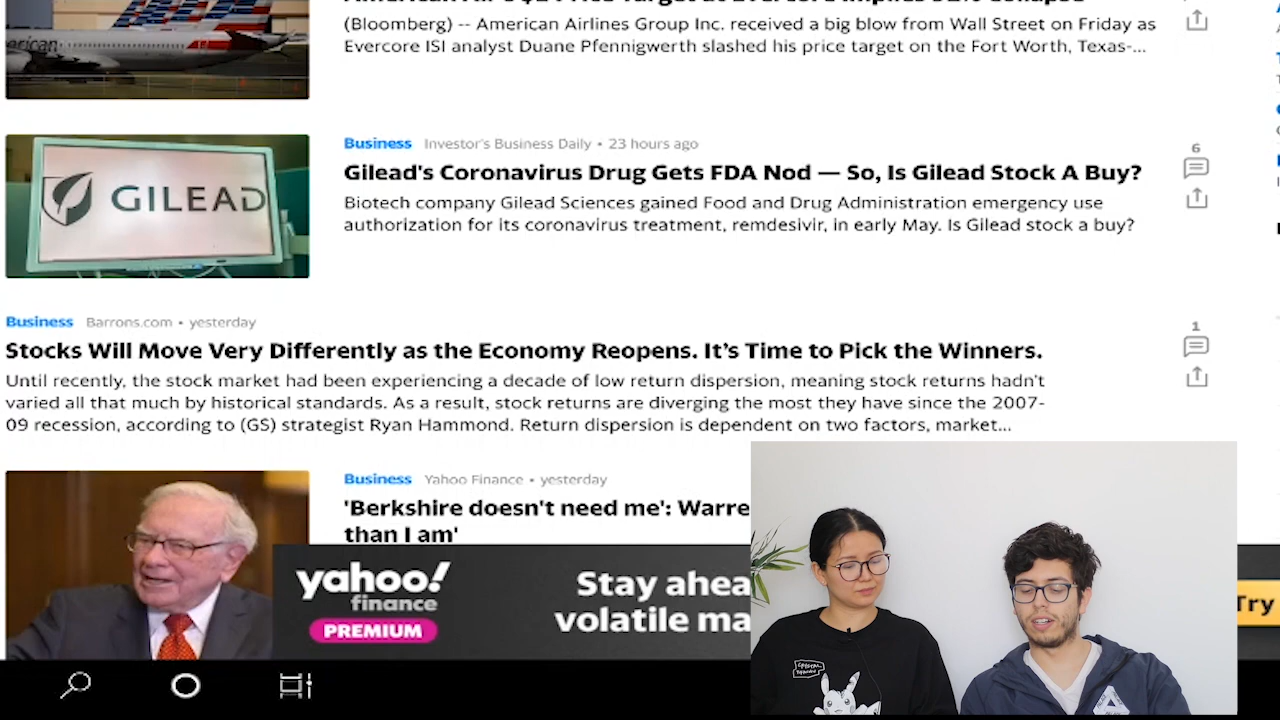 (Bloomberg) -- American Airlines Group Inc. received a big blow from Wall Street on Friday as
Evercore ISI analyst Duane Pfennigwerth slashed his price target on the Fort Worth, Texas-...
GILEAD
Business Investor's Business Daily • 23 hours ago
6
Gilead's Coronavirus Drug Gets FDA Nod — So, Is Gilead Stock A Buy?
Biotech company Gilead Sciences gained Food and Drug Administration emergency use
authorization for its coronavirus treatment, remdesivir, in early May. Is Gilead stock a buy?
Business Barrons.com • yesterday
1
Stocks Will Move Very Differently as the Economy Reopens. It’s Time to Pick the Winners.
Until recently, the stock market had been experiencing a decade of low return dispersion, meaning stock returns hadn't
varied all that much by historical standards. As a result, stock returns are diverging the most they have since the 2007-
09 recession, according to (GS) strategist Ryan Hammond. Return dispersion is dependent on two factors, market...
Business Yahoo Finance • yesterday
'Berkshire doesn't need me': Warre
than I am'
yahoo!
finance
PREMIUM
Stay ahea
volatile ma
Try